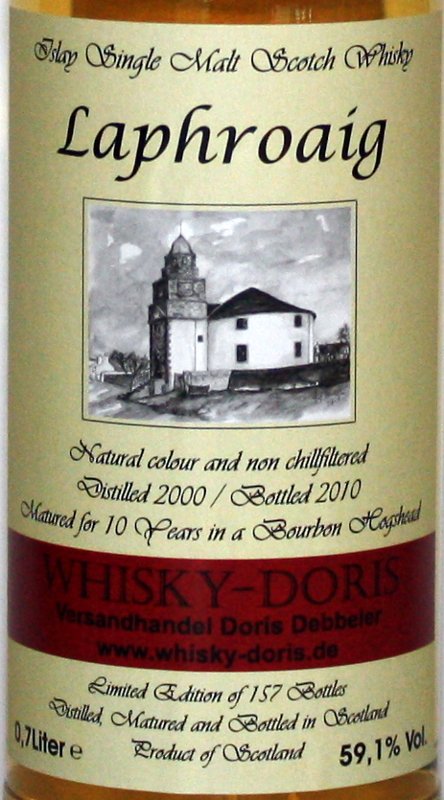 Islay Single Malt Scotch Whisky
Laphroaig
Natural colour and non chillfiltered
Distilled 2000 / Bottled 2010
Matured for 10 Years in a Bourbon Hogshead
WHISKY-DORIS
Versandhandel Doris Debbeler
www.whisky-doris.de
Limited Edition of 157 Bottles
Distilled, Matured and Bottled in Scotland
0,7Liter e
Product of Scotland
59,1% Vol.